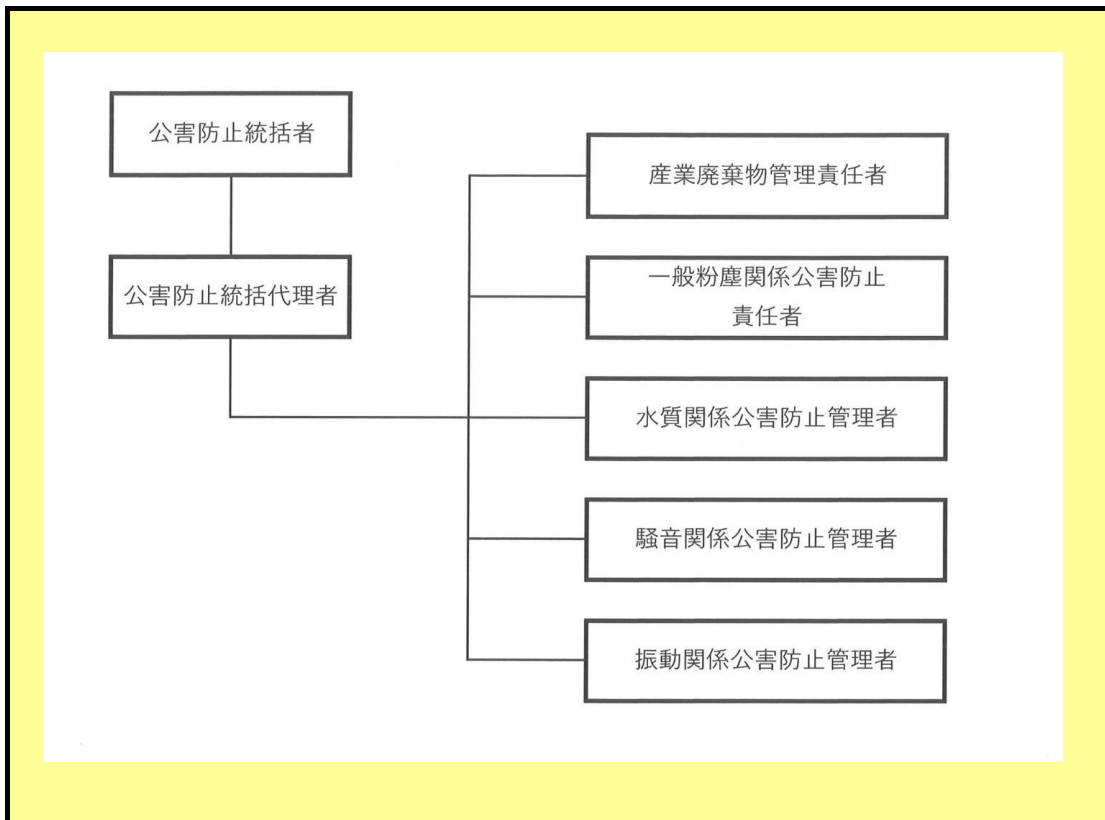 公害防止統括者
公害防止統括代理者
産業廃棄物管理責任者
一般粉塵関係公害防止
責任者
水質関係公害防止管理者
騒音関係公害防止管理者
振動関係公害防止管理者